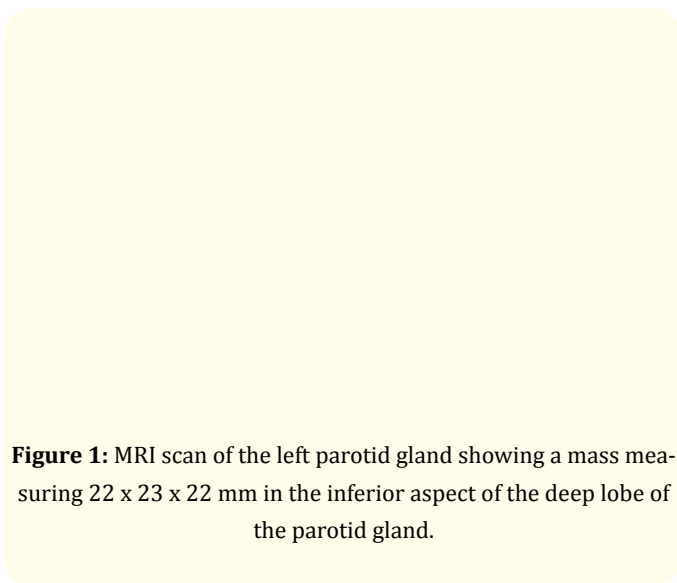 Figure 1: MRI scan of the left parotid gland showing a mass mea-
suring 22 x 23 x 22 mm in the inferior aspect of the deep lobe of
the parotid gland.